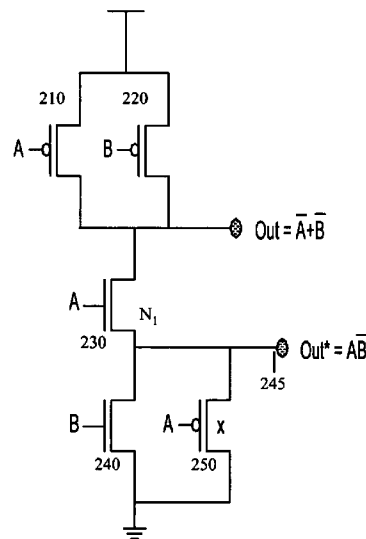 210
220
A
B
Out = A̅+B̅
A
N₁
230
Out* = AB̅
245
B
A
x
240
250